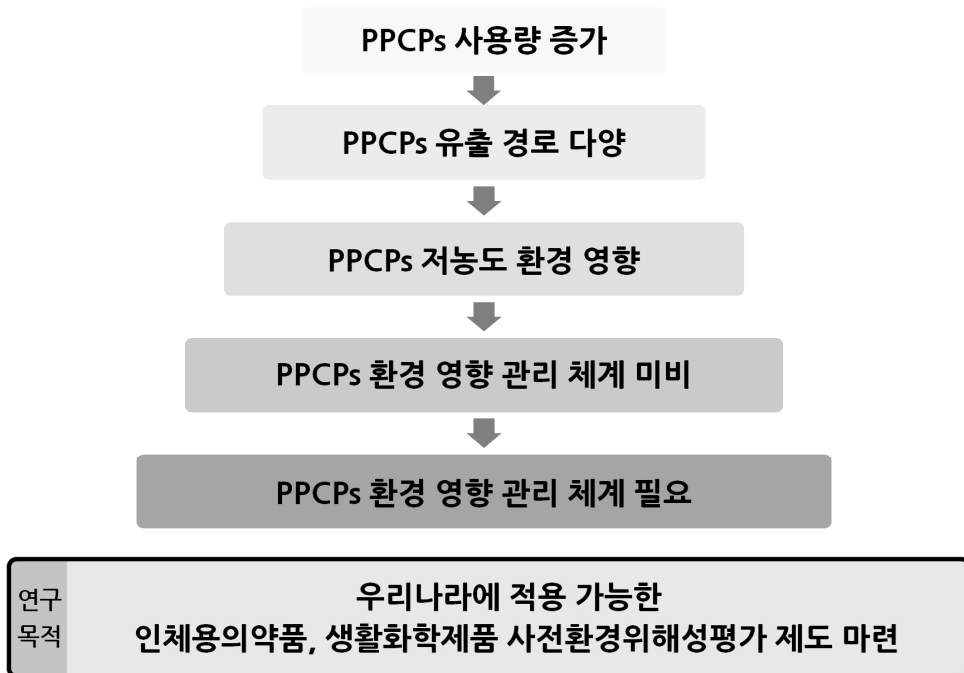 PPCPs 사용량 증가
PPCPs 유출 경로 다양
PPCPs 저농도 환경 영향
PPCPs 환경 영향 관리 체계 미비
PPCPs 환경 영향 관리 체계 필요
연구
목적
우리나라에 적용 가능한
인체용의약품, 생활화학제품 사전환경위해성평가 제도 마련